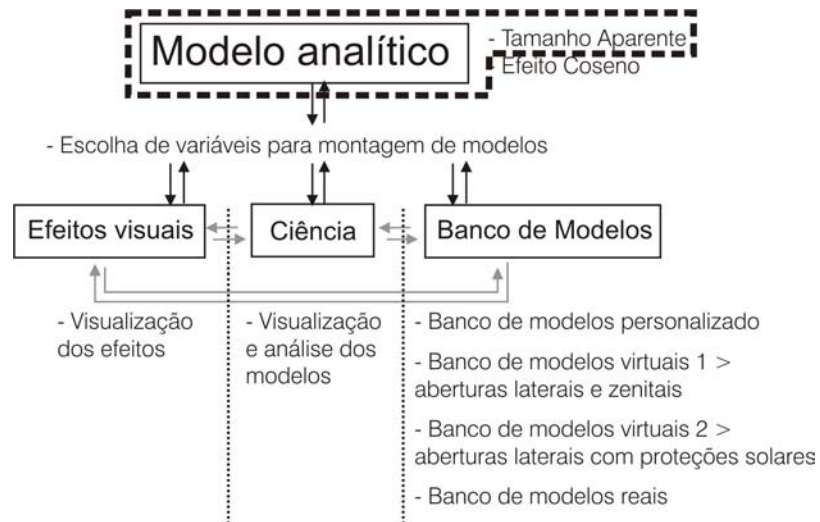 Modelo analítico
- Tamanho Aparente
- Efeito Coseno
- Escolha de variáveis para montagem de modelos
Efeitos visuais
Ciência
Banco de Modelos
- Visualização
dos efeitos
- Visualização
e análise dos
modelos
- Banco de modelos personalizado
- Banco de modelos virtuais 1 >
aberturas laterais e zenitais
- Banco de modelos virtuais 2 >
aberturas laterais com proteções solares
- Banco de modelos reais